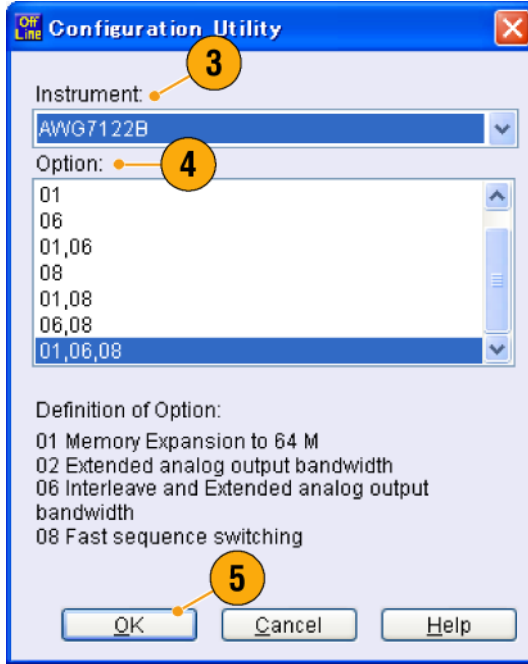 Off Line Configuration Utility
3
Instrument:
AWG7122B
4
Option:
01
06
01,06
08
01,08
06,08
01,06,08
Definition of Option:
01 Memory Expansion to 64 M
02 Extended analog output bandwidth
06 Interleave and Extended analog output
bandwidth
08 Fast sequence switching
5
OK Cancel Help